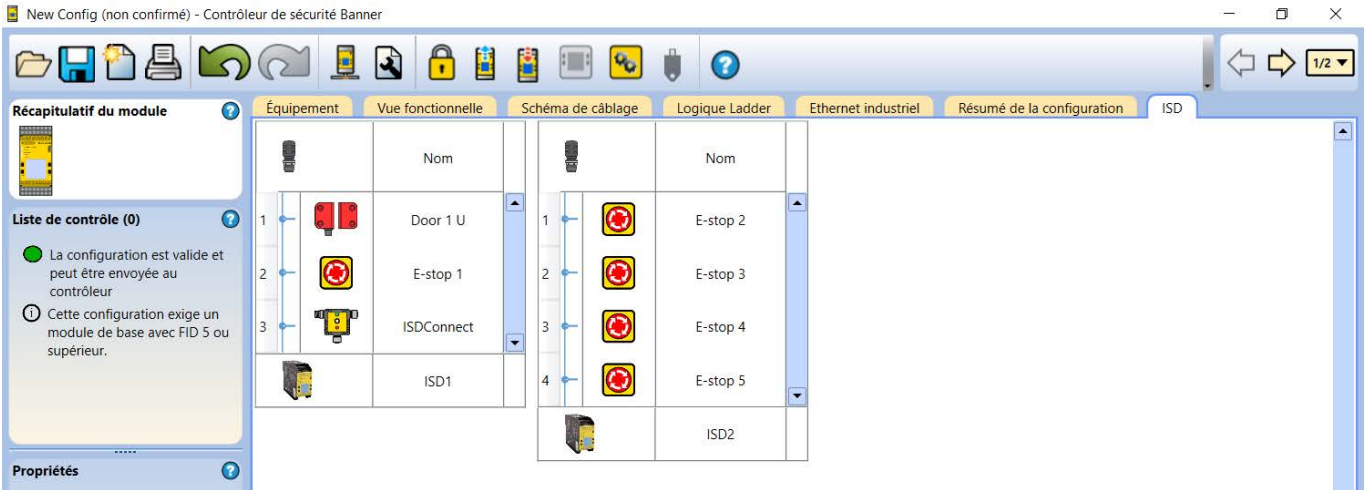 New Config (non confirmé) - Contrôleur de sécurité Banner
1/2
Récapitulatif du module
Équipement Vue fonctionnelle Schéma de câblage Logique Ladder Ethernet industriel Résumé de la configuration ISD
Liste de contrôle (0)
La configuration est valide et
peut être envoyée au
contrôleur
Cette configuration exige un
module de base avec FID 5 ou
supérieur.
Propriétés
Nom
1 Door 1 U
2 E-stop 1
3 ISDConnect
ISD1
Nom
1 E-stop 2
2 E-stop 3
3 E-stop 4
4 E-stop 5
ISD2